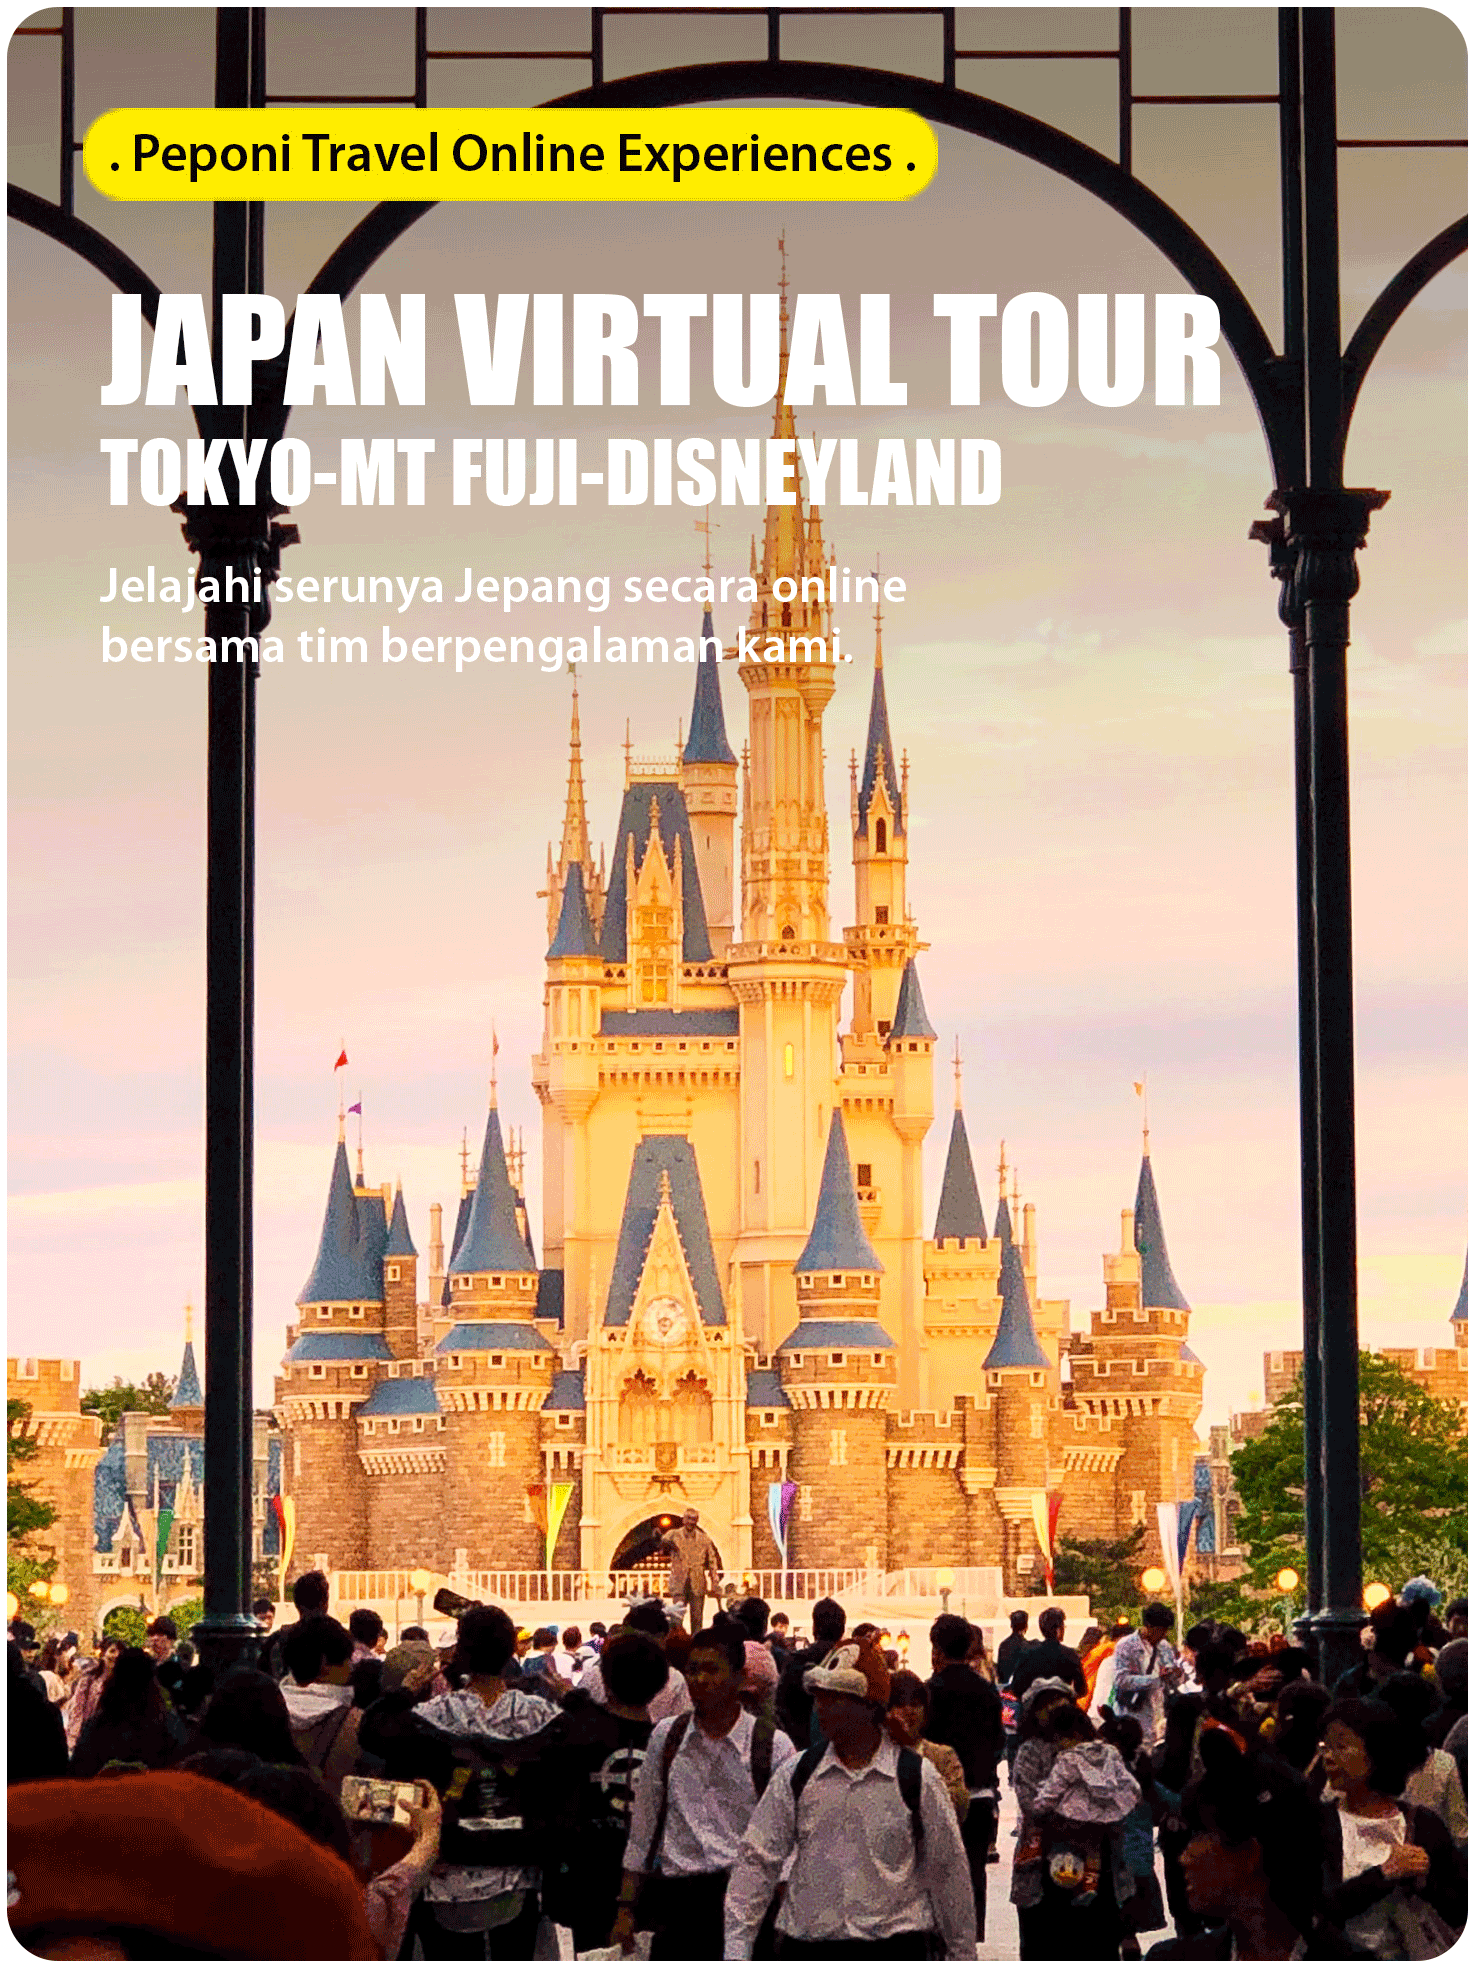 . Peponi Travel Online Experiences .
JAPAN VIRTUAL TOUR
TOKYO-MT FUJI-DISNEYLAND
Jelajahi serunya Jepang secara online
bersama tim berpengalaman kami.